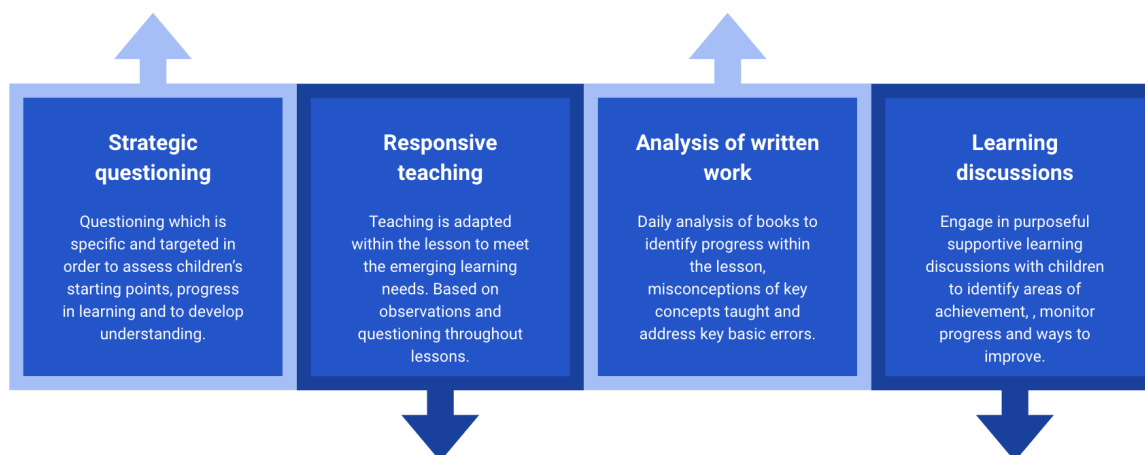 Strategic
questioning
Questioning which is
specific and targeted in
order to assess children's
starting points, progress
in learning and to develop
understanding.
Responsive
teaching
Teaching is adapted
within the lesson to meet
the emerging learning
needs. Based on
observations and
questioning throughout
lessons.
Analysis of written
work
Daily analysis of books to
identify progress within
the lesson,
misconceptions of key
concepts taught and
address key basic errors.
Learning
discussions
Engage in purposeful
supportive learning
discussions with children
to identify areas of
achievement, , monitor
progress and ways to
improve.